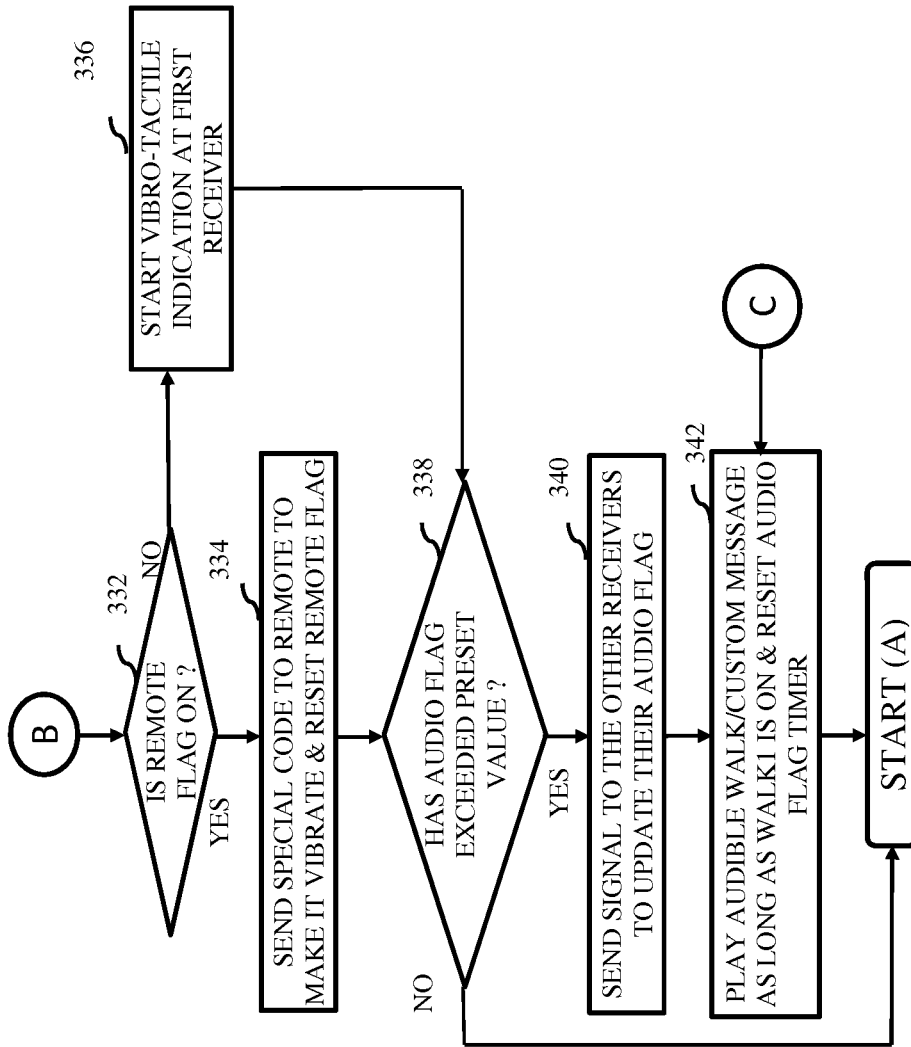 B
332
IS REMOTE
FLAG ON ?
NO
YES
336
START VIBRO-TACTILE
INDICATION AT FIRST
RECEIVER
334
SEND SPECIAL CODE TO REMOTE TO
MAKE IT VIBRATE & RESET REMOTE FLAG
338
HAS AUDIO FLAG
EXCEEDED PRESET
VALUE ?
NO
YES
340
SEND SIGNAL TO THE OTHER RECEIVERS
TO UPDATE THEIR AUDIO FLAG
342
PLAY AUDIBLE WALK/CUSTOM MESSAGE
AS LONG AS WALK1 IS ON & RESET AUDIO
FLAG TIMER
C
START (A)